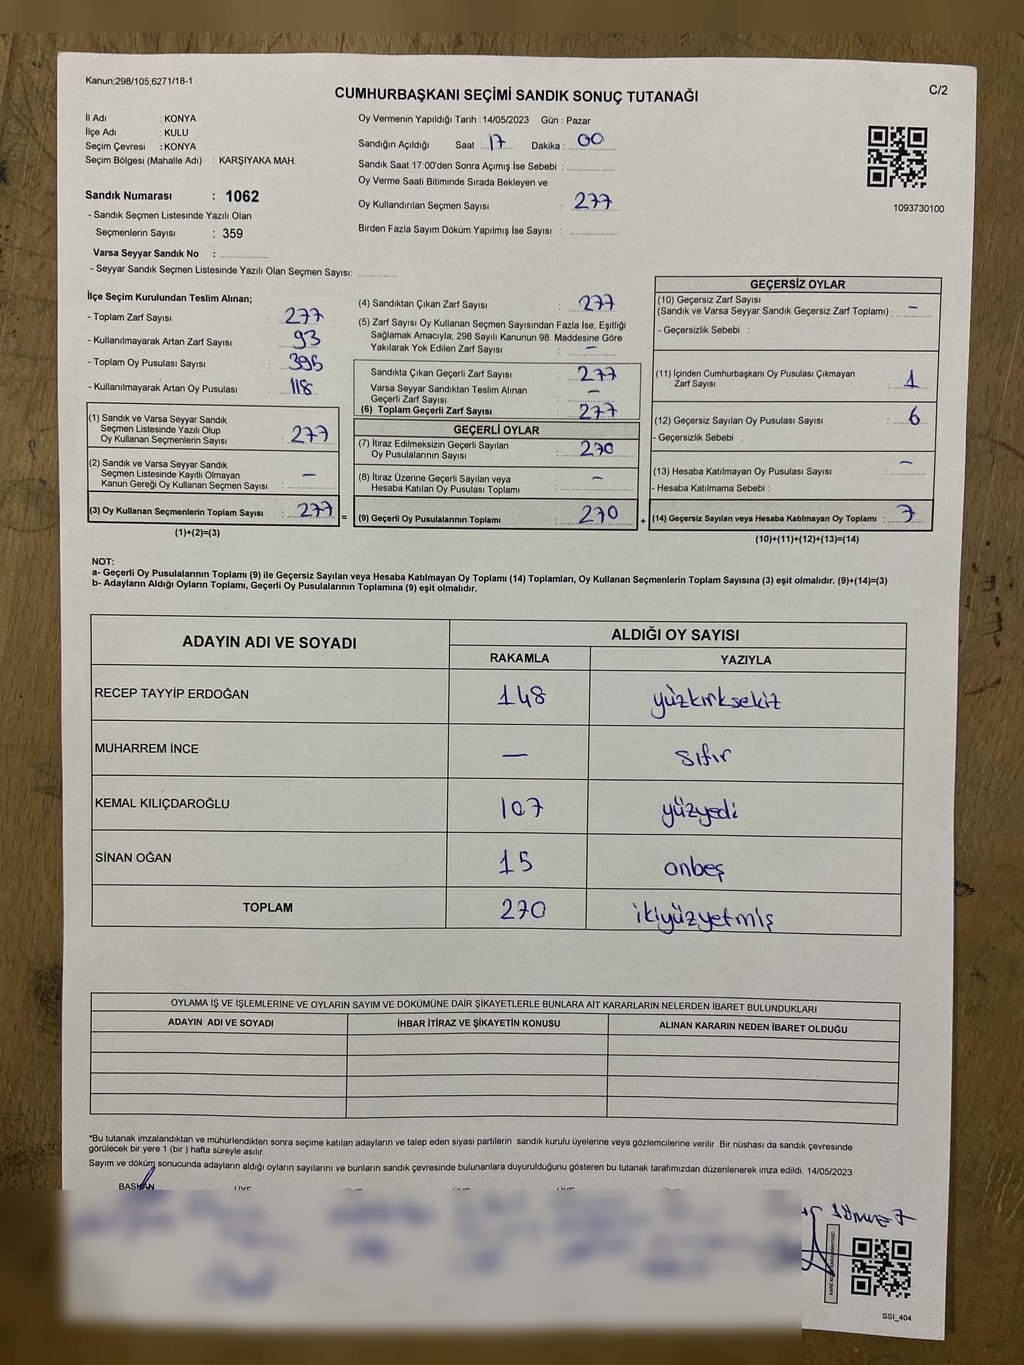 Kanun;298/105,6271/18-1
C/2
CUMHURBAŞKANI SEÇİMİ SANDIK SONUÇ TUTANAĞI
İl Adı : KONYA
İlçe Adı : KULU
Seçim Çevresi : KONYA
Seçim Bölgesi (Mahalle Adı) : KARŞIYAKA MAH.
Sandık Numarası : 1062
- Sandık Seçmen Listesinde Yazılı Olan
Seçmenlerin Sayısı : 359
Varsa Seyyar Sandık No :
- Seyyar Sandık Seçmen Listesinde Yazılı Olan Seçmen Sayısı:
Oy Vermenin Yapıldığı Tarih : 14/05/2023 Gün : Pazar
Sandığın Açıldığı Saat : 17 Dakika : 00
Sandık Saat 17:00'den Sonra Açımış İse Sebebi :
Oy Verme Saati Bitiminde Sırada Bekleyen ve
Oy Kullandırılan Seçmen Sayısı : 277
Birden Fazla Sayım Döküm Yapılmış İse Sayısı :
1093730100
İlçe Seçim Kurulundan Teslim Alınan;
- Toplam Zarf Sayısı : 277
- Kullanılmayarak Artan Zarf Sayısı : 93
- Toplam Oy Pusulası Sayısı : 395
- Kullanılmayarak Artan Oy Pusulası : 118
(1) Sandık ve Varsa Seyyar Sandık
Seçmen Listesinde Yazılı Olup
Oy Kullanan Seçmenlerin Sayısı : 277
(2) Sandık ve Varsa Seyyar Sandık
Seçmen Listesinde Kayıtlı Olmayan
Kanun Gereği Oy Kullanan Seçmen Sayısı : —
(3) Oy Kullanan Seçmenlerin Toplam Sayısı : 277 =
(1)+(2)=(3)
(4) Sandıktan Çıkan Zarf Sayısı : 277
(5) Zarf Sayısı Oy Kullanan Seçmen Sayısından Fazla İse, Eşitliği
Sağlamak Amacıyla, 298 Sayılı Kanunun 98. Maddesine Göre
Yakılarak Yok Edilen Zarf Sayısı : —
Sandıkta Çıkan Geçerli Zarf Sayısı : 277
Varsa Seyyar Sandıktan Teslim Alınan
Geçerli Zarf Sayısı : —
(6) Toplam Geçerli Zarf Sayısı : 277
GEÇERLİ OYLAR
(7) İtiraz Edilmeksizin Geçerli Sayılan
Oy Pusulalarının Sayısı : 270
(8) İtiraz Üzerine Geçerli Sayılan veya
Hesaba Katılan Oy Pusulası Toplamı : —
(9) Geçerli Oy Pusulalarının Toplamı : 270 +
GEÇERSİZ OYLAR
(10) Geçersiz Zarf Sayısı
(Sandık ve Varsa Seyyar Sandık Geçersiz Zarf Toplamı) : —
- Geçersizlik Sebebi :
(11) İçinden Cumhurbaşkanı Oy Pusulası Çıkmayan
Zarf Sayısı : 1
(12) Geçersiz Sayılan Oy Pusulası Sayısı : 6
- Geçersizlik Sebebi :
(13) Hesaba Katılmayan Oy Pusulası Sayısı : —
- Hesaba Katılmama Sebebi :
(14) Geçersiz Sayılan veya Hesaba Katılmayan Oy Toplamı : 7
(10)+(11)+(12)+(13)=(14)
NOT:
a- Geçerli Oy Pusulalarının Toplamı (9) ile Geçersiz Sayılan veya Hesaba Katılmayan Oy Toplamı (14) Toplamları, Oy Kullanan Seçmenlerin Toplam Sayısına (3) eşit olmalıdır. (9)+(14)=(3)
b- Adayların Aldığı Oyların Toplamı, Geçerli Oy Pusulalarının Toplamına (9) eşit olmalıdır.
ADAYIN ADI VE SOYADI
ALDIĞI OY SAYISI
RAKAMLA YAZIYLA
RECEP TAYYİP ERDOĞAN 148 yüzkırksekiz
MUHARREM İNCE — sıfır
KEMAL KILIÇDAROĞLU 107 yüzyedi
SİNAN OĞAN 15 onbeş
TOPLAM 270 ikiyüzyetmiş
OYLAMA İŞ VE İŞLEMLERİNE VE OYLARIN SAYIM VE DÖKÜMÜNE DAİR ŞİKAYETLERLE BUNLARA AİT KARARLARIN NELERDEN İBARET BULUNDUKLARI
ADAYIN ADI VE SOYADI İHBAR İTİRAZ VE ŞİKAYETİN KONUSU ALINAN KARARIN NEDEN İBARET OLDUĞU
*Bu tutanak imzalandıktan ve mühürlendikten sonra seçime katılan adayların ve talep eden siyasi partilerin sandık kurulu üyelerine veya gözlemcilerine verilir. Bir nüshası da sandık çevresinde
görülecek bir yere 1 (bir ) hafta süreyle asılır.
Sayım ve döküm sonucunda adayların aldığı oyların sayılarını ve bunların sandık çevresinde bulunanlara duyurulduğunu gösteren bu tutanak tarafımızdan düzenlenerek imza edildi. 14/05/2023
BAŞKAN
SSI_404